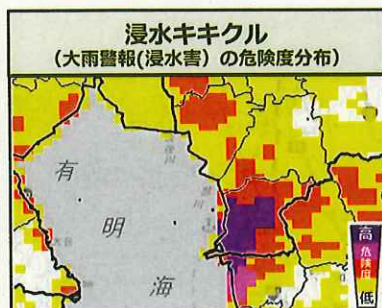 浸水キキクル
（大雨警報(浸水害）の危険度分布）
有
明
海
高
危険度
低